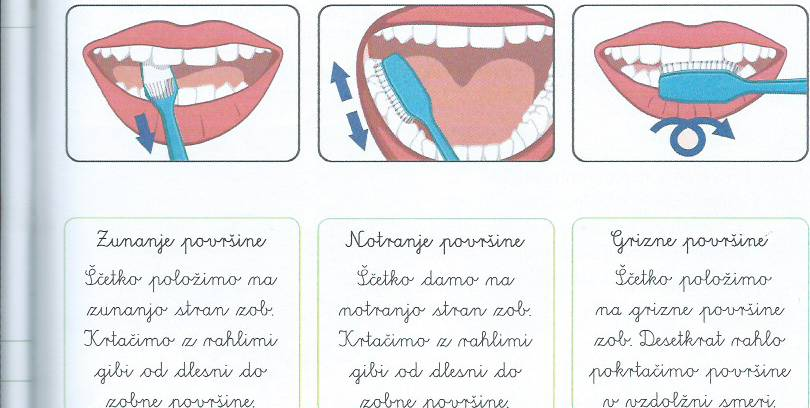 Zunanje površine
Ščetko položimo na
zunanjo stran zob.
Krtačimo z rahlimi
gibi od dlesni do
zobne površine.
Notranje površine
Ščetko damo na
notranjo stran zob.
Krtačimo z rahlimi
gibi od dlesni do
zobne površine.
Grizne površine
Ščetko položimo
na grizne površine
zob. Desetkrat rahlo
pokrtačimo površine
v vzdolžni smeri.